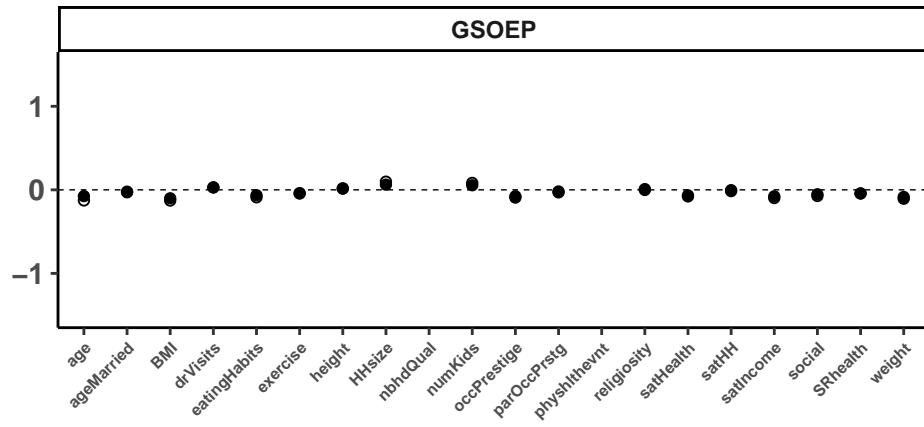 GSOEP
1
0
−1
age
ageMarried
BMI
drVisits
eatingHabits
exercise
height
HHsize
nbhdQual
numKids
occPrestige
parOccPrstg
physhlthevnt
religiosity
satHealth
satHH
satIncome
social
SRhealth
weight